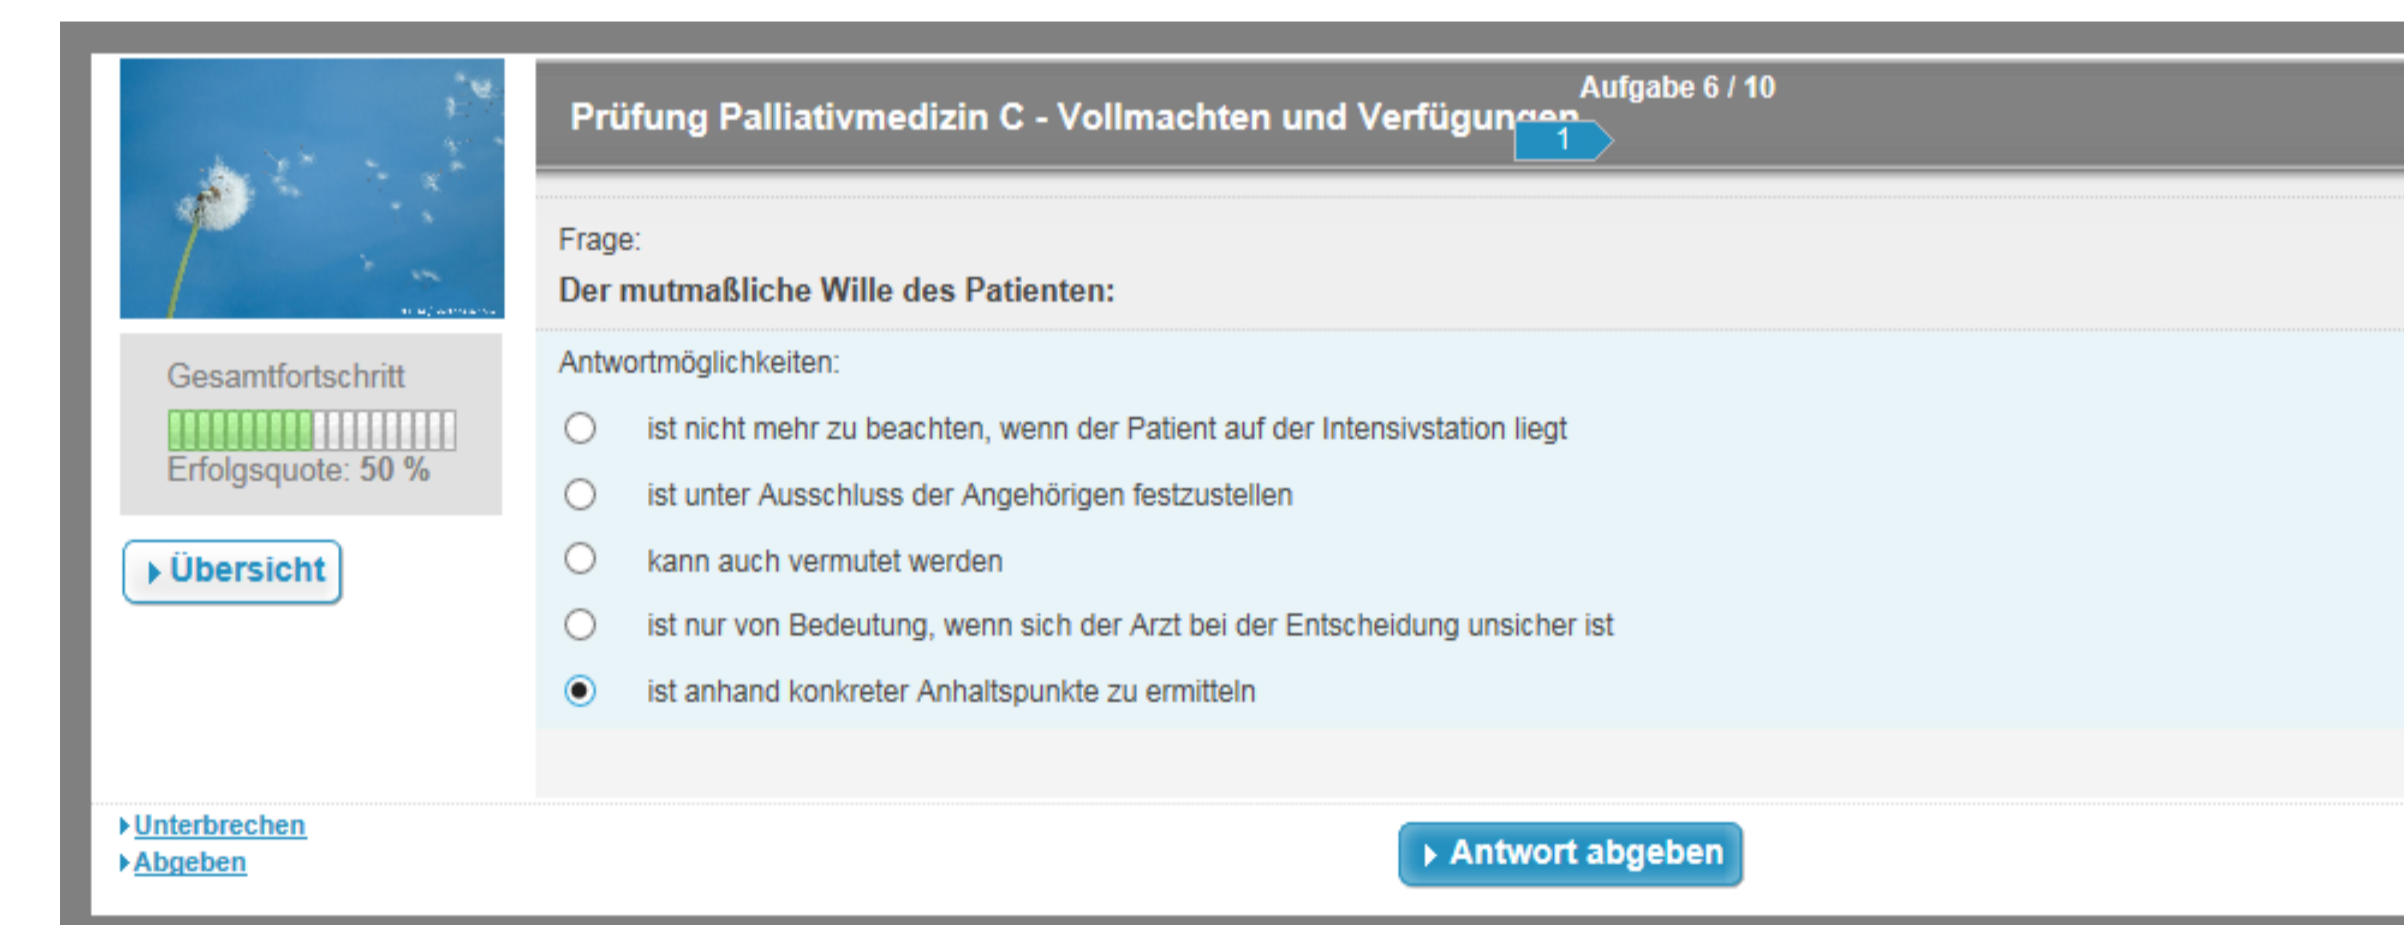 Aufgabe 6 / 10
Prüfung Palliativmedizin C - Vollmachten und Verfügungen
1
Frage:
Der mutmaßliche Wille des Patienten:
Antwortmöglichkeiten:
ist nicht mehr zu beachten, wenn der Patient auf der Intensivstation liegt
ist unter Ausschluss der Angehörigen festzustellen
kann auch vermutet werden
ist nur von Bedeutung, wenn sich der Arzt bei der Entscheidung unsicher ist
ist anhand konkreter Anhaltspunkte zu ermitteln
Gesamtfortschritt
Erfolgsquote: 50 %
Übersicht
Unterbrechen
Abgeben
Antwort abgeben